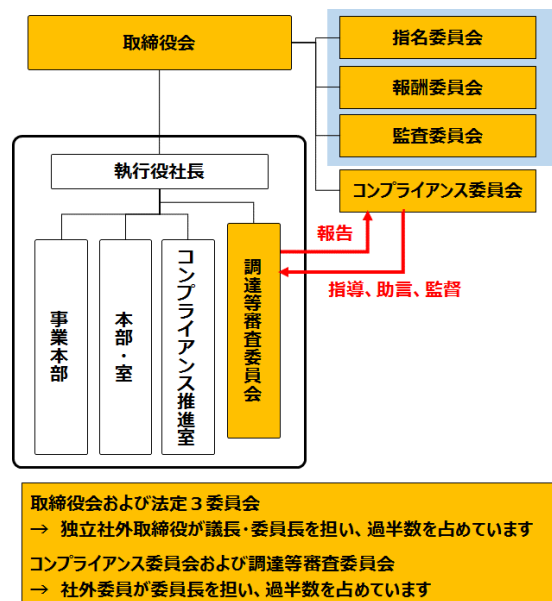 取締役会
指名委員会
報酬委員会
監査委員会
コンプライアンス委員会
執行役社長
事業本部
本部・室
コンプライアンス推進室
調達等審査委員会
報告
指導、助言、監督
取締役会および法定３委員会
→ 独立社外取締役が議長・委員長を担い、過半数を占めています
コンプライアンス委員会および調達等審査委員会
→ 社外委員が委員長を担い、過半数を占めています